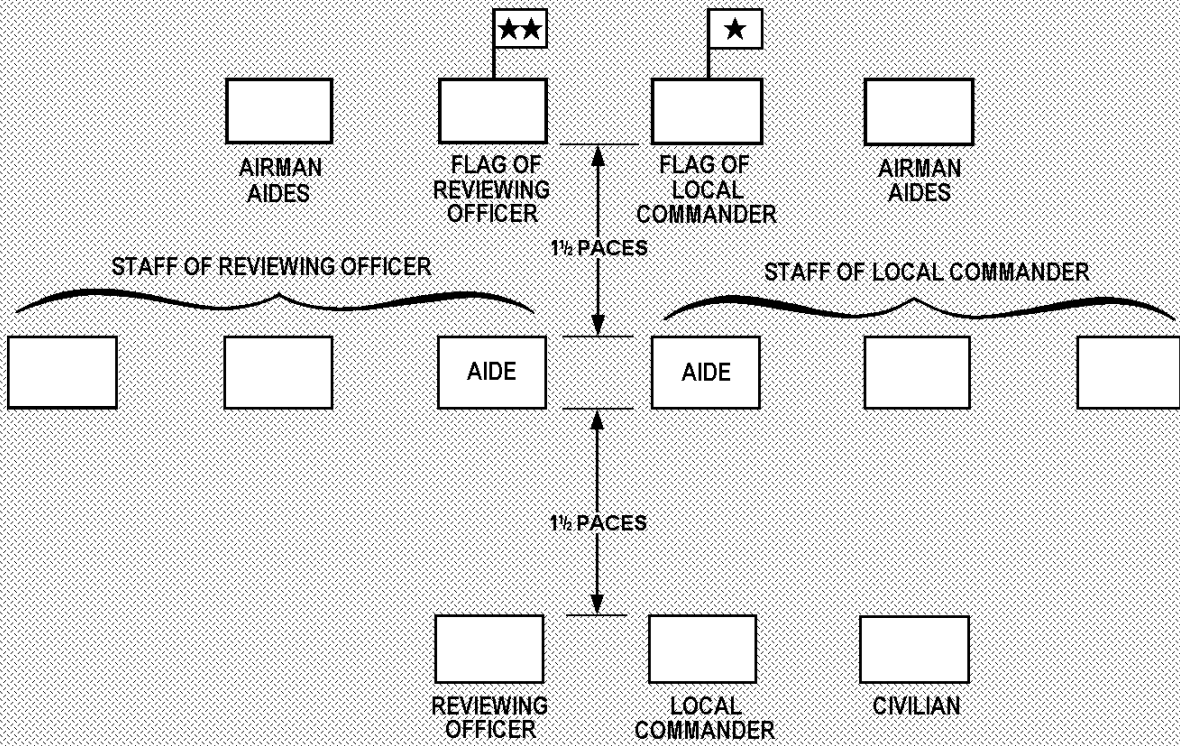 AIRMAN
AIDES
FLAG OF
REVIEWING
OFFICER
FLAG OF
LOCAL
COMMANDER
AIRMAN
AIDES
1½ PACES
STAFF OF REVIEWING OFFICER
STAFF OF LOCAL COMMANDER
AIDE
AIDE
1½ PACES
REVIEWING
OFFICER
LOCAL
COMMANDER
CIVILIAN